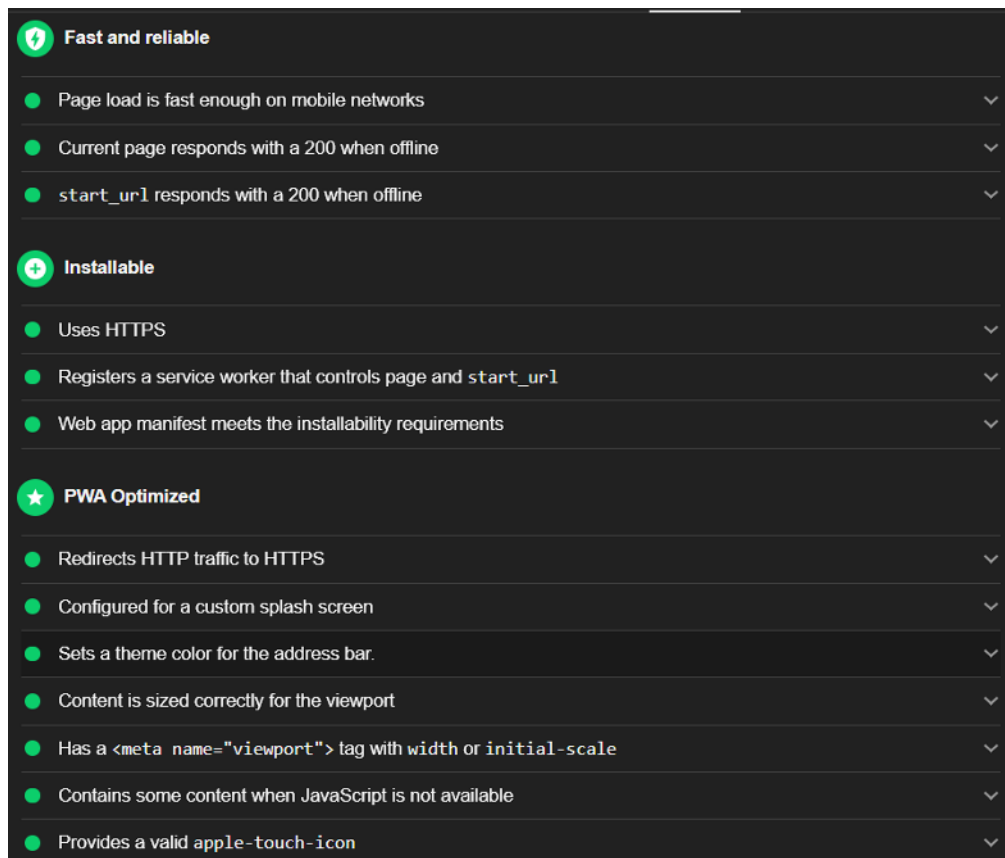 Fast and reliable
Page load is fast enough on mobile networks
Current page responds with a 200 when offline
start_url responds with a 200 when offline
Installable
Uses HTTPS
Registers a service worker that controls page and start_url
Web app manifest meets the installability requirements
PWA Optimized
Redirects HTTP traffic to HTTPS
Configured for a custom splash screen
Sets a theme color for the address bar.
Content is sized correctly for the viewport
Has a <meta name="viewport"> tag with width or initial-scale
Contains some content when JavaScript is not available
Provides a valid apple-touch-icon